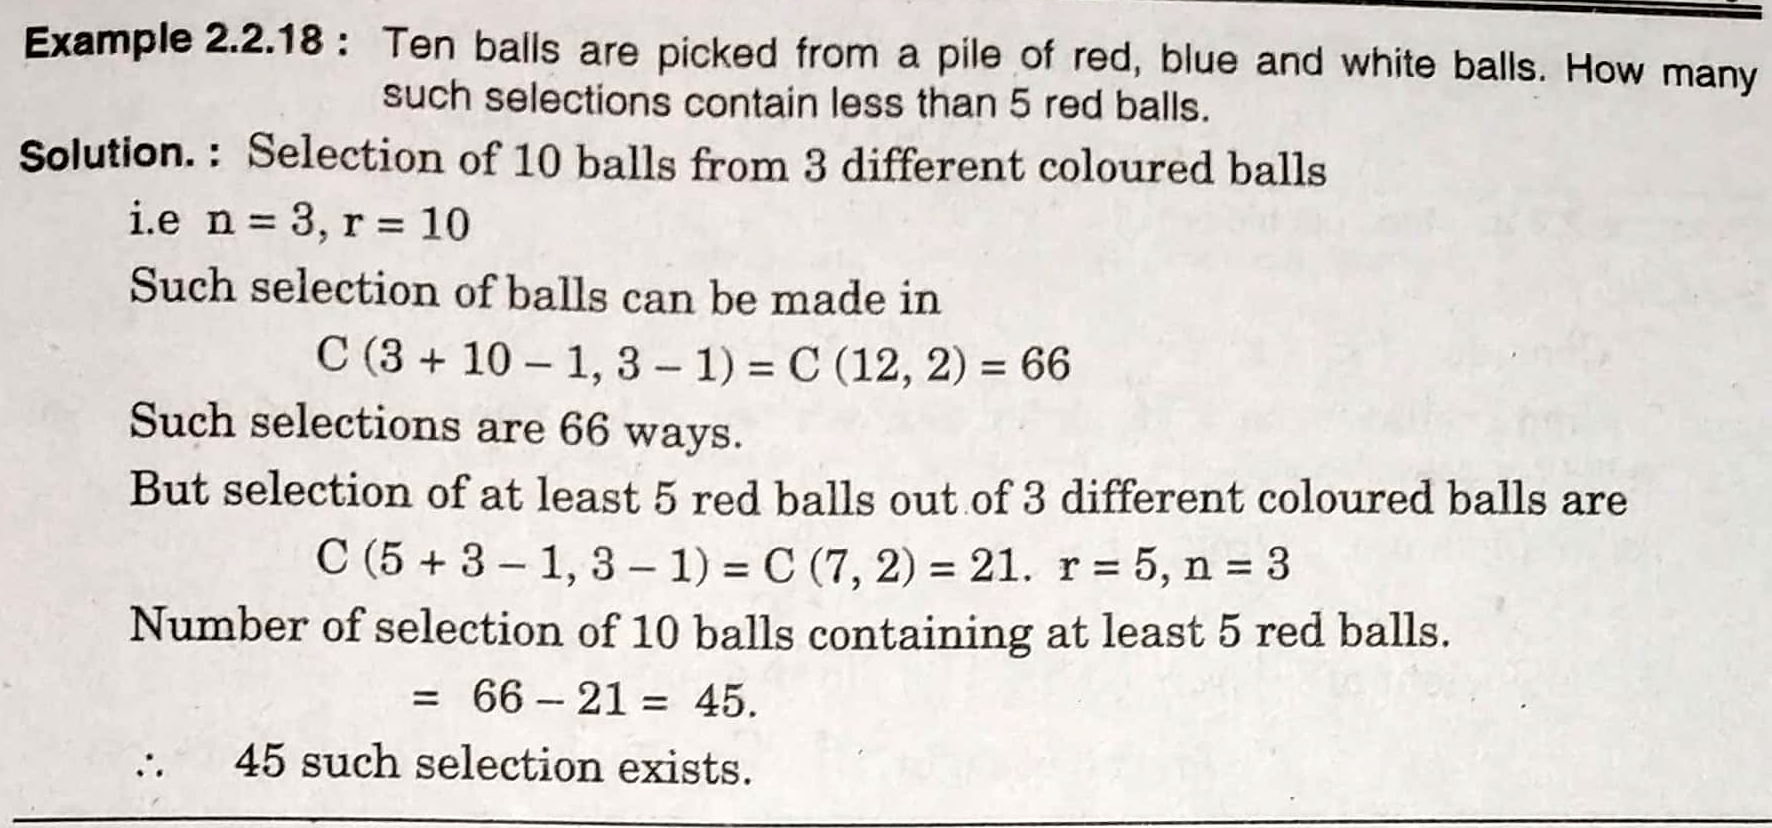 Example 2.2.18 : Ten balls are picked from a pile of red, blue and white balls. How many
such selections contain less than 5 red balls.
Solution. : Selection of 10 balls from 3 different coloured balls
i.e n = 3, r = 10
Such selection of balls can be made in
C (3 + 10 – 1, 3 – 1) = C (12, 2) = 66
Such selections are 66 ways.
But selection of at least 5 red balls out of 3 different coloured balls are
C (5 + 3 – 1, 3 – 1) = C (7, 2) = 21. r = 5, n = 3
Number of selection of 10 balls containing at least 5 red balls.
= 66 – 21 = 45.
∴ 45 such selection exists.